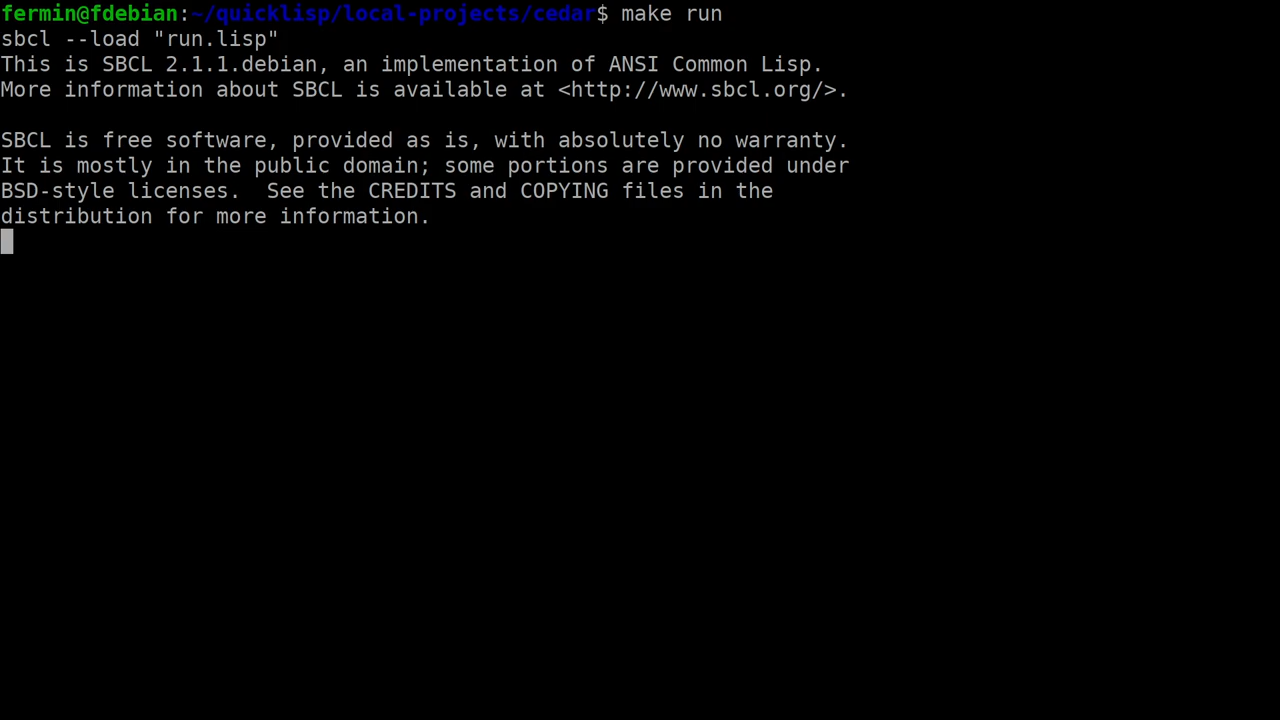 fermin@fdebian:~/quicklisp/local-projects/cedar$ make run
sbcl --load "run.lisp"
This is SBCL 2.1.1.debian, an implementation of ANSI Common Lisp.
More information about SBCL is available at <http://www.sbcl.org/>.
SBCL is free software, provided as is, with absolutely no warranty.
It is mostly in the public domain; some portions are provided under
BSD-style licenses.  See the CREDITS and COPYING files in the
distribution for more information.